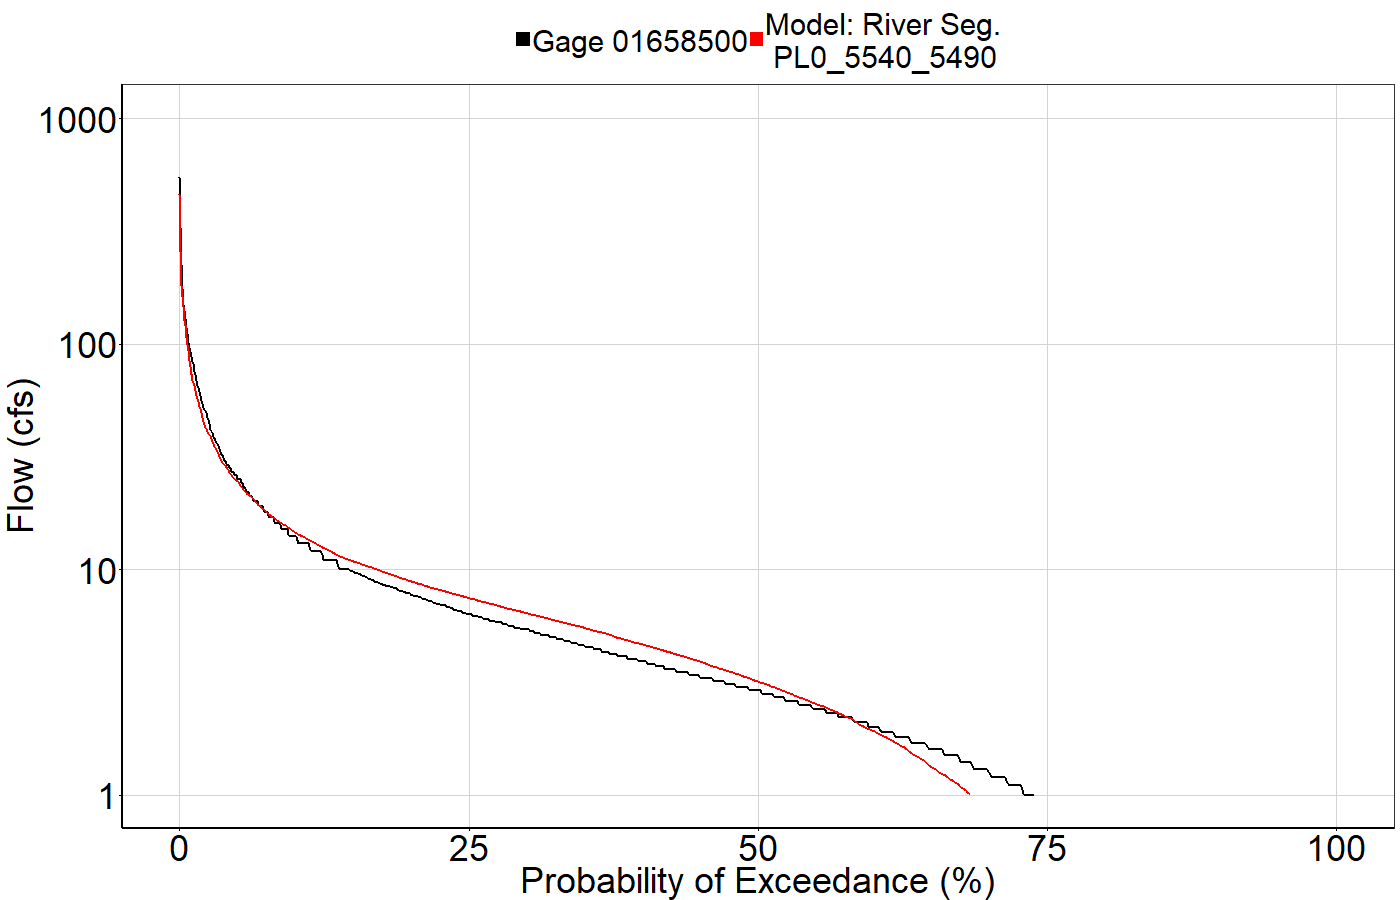 Gage 01658500
Model: River Seg.
PL0_5540_5490
1000
100
10
1
Flow (cfs)
0 25 50 75 100
Probability of Exceedance (%)